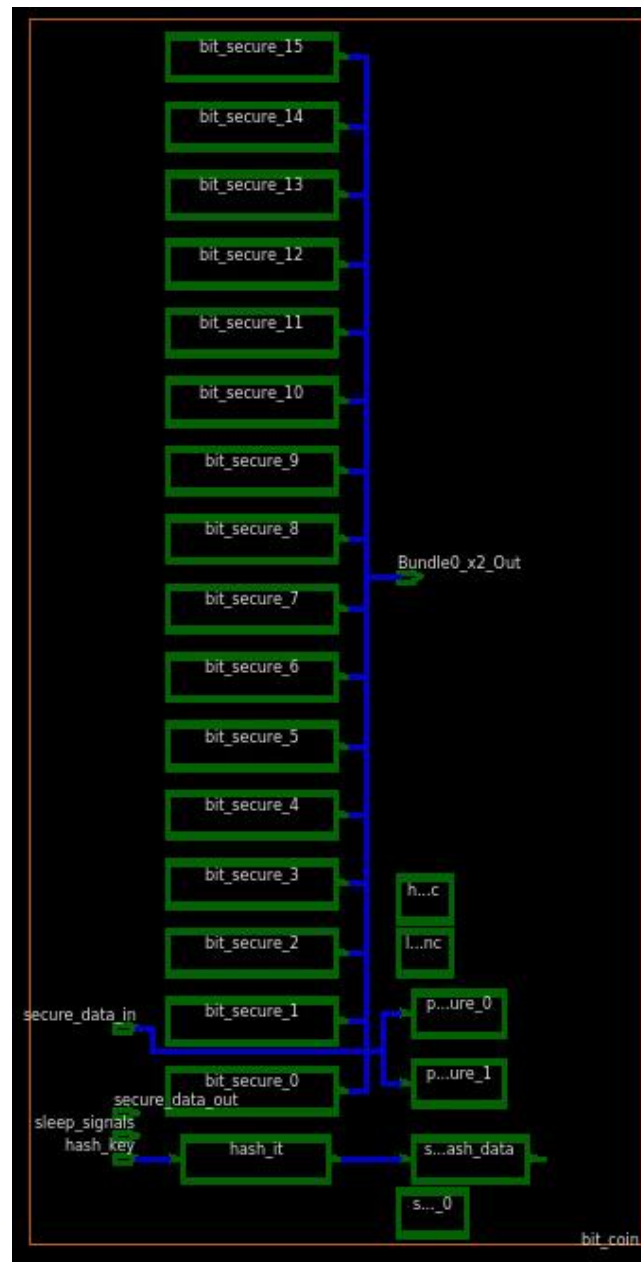 bit_secure_15
bit_secure_14
bit_secure_13
bit_secure_12
bit_secure_11
bit_secure_10
bit_secure_9
bit_secure_8
Bundle0_x2_Out
bit_secure_7
bit_secure_6
bit_secure_5
bit_secure_4
bit_secure_3
h...c
bit_secure_2
l...nc
bit_secure_1
p...ure_0
secure_data_in
bit_secure_0
p...ure_1
secure_data_out
sleep_signals
hash_key
hash_it
s...ash_data
s..._0
bit_coin